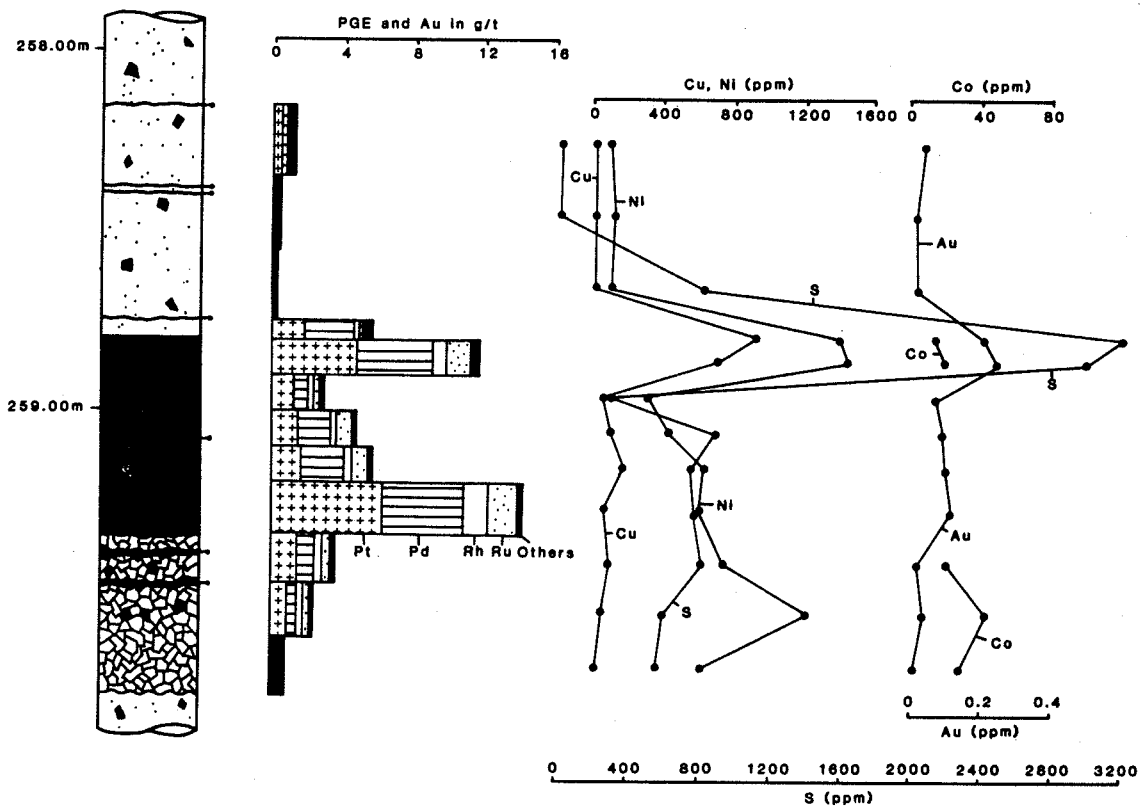 PGE and Au in g/t
0 4 8 12 16
258.00m
Cu, Ni (ppm)
0 400 800 1200 1600
Co (ppm)
0 40 80
Cu
Ni
Au
S
Co
S
259.00m
Pt Pd Rh Ru Others
Ni
Cu
Au
S
Co
0 0.2 0.4
Au (ppm)
0 400 800 1200 1600 2000 2400 2800 3200
S (ppm)